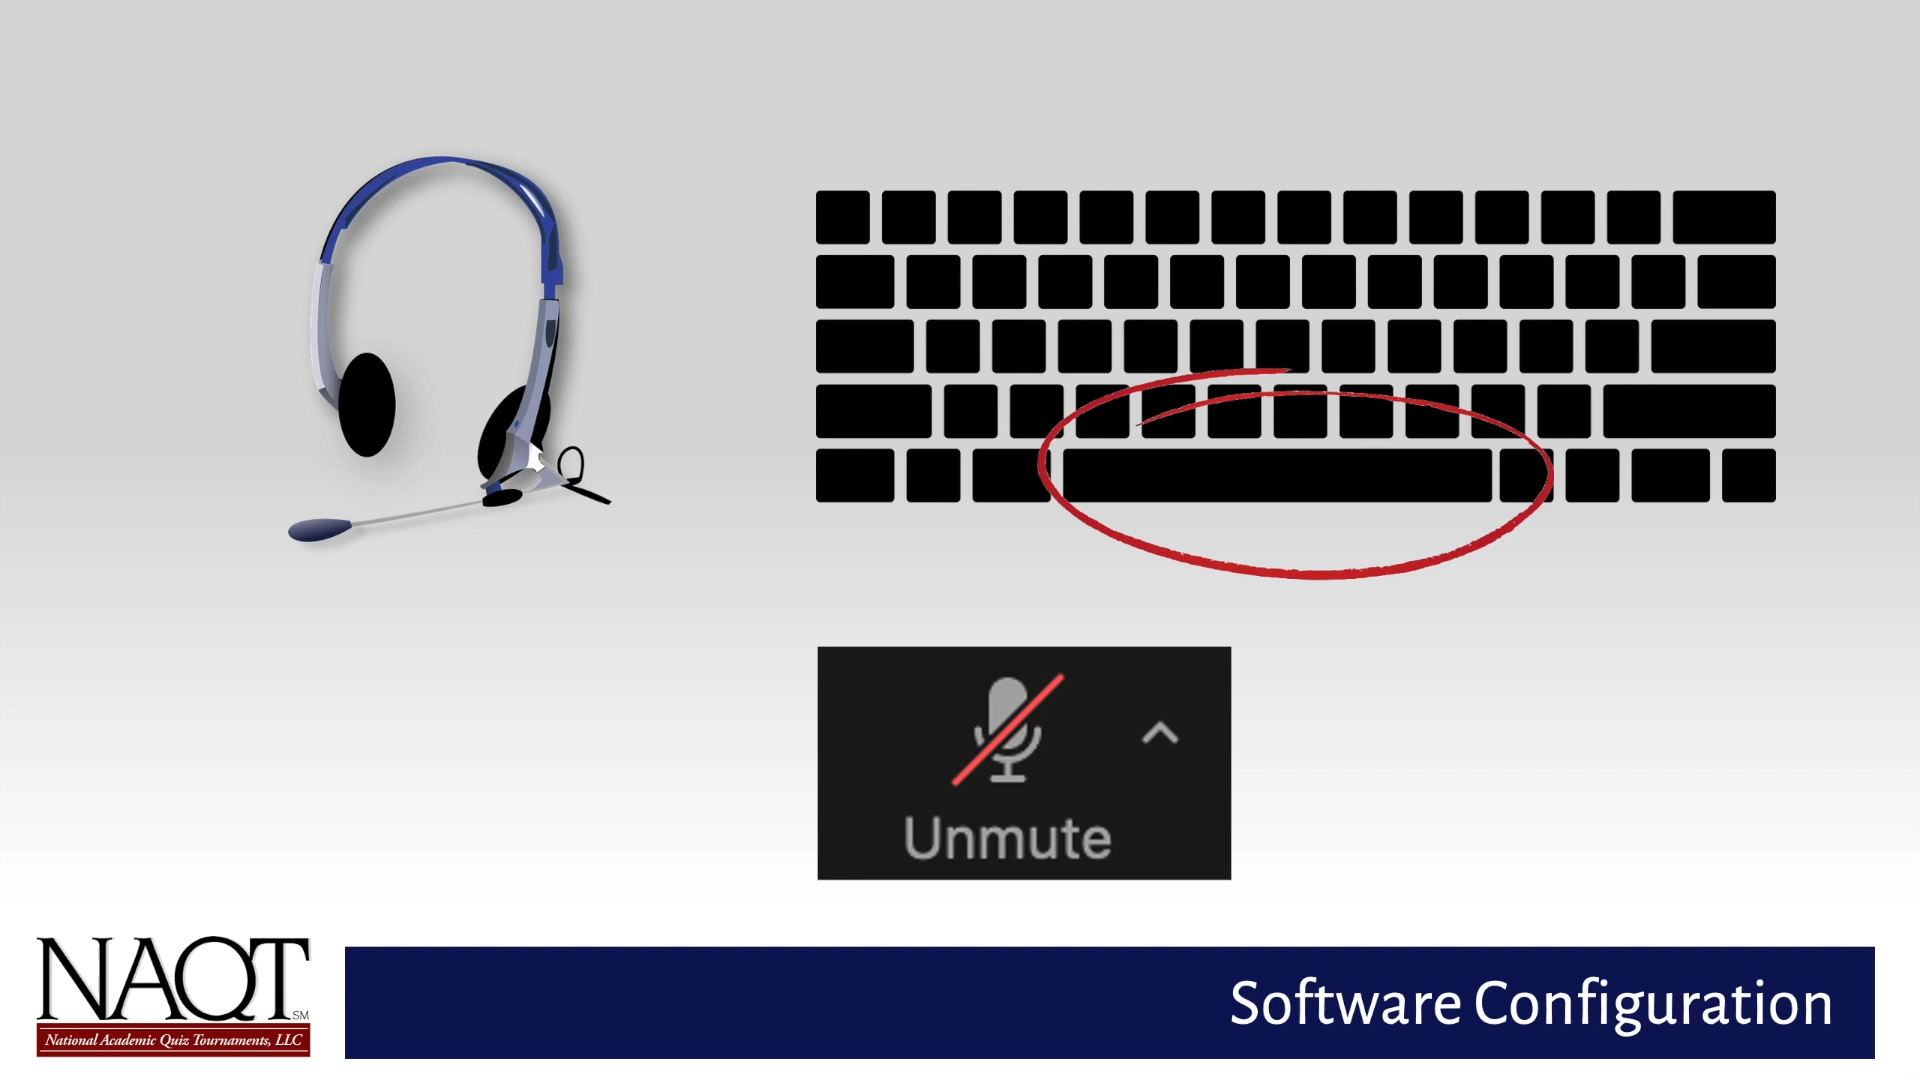 Unmute
NAQT SM
National Academic Quiz Tournaments, LLC
Software Configuration